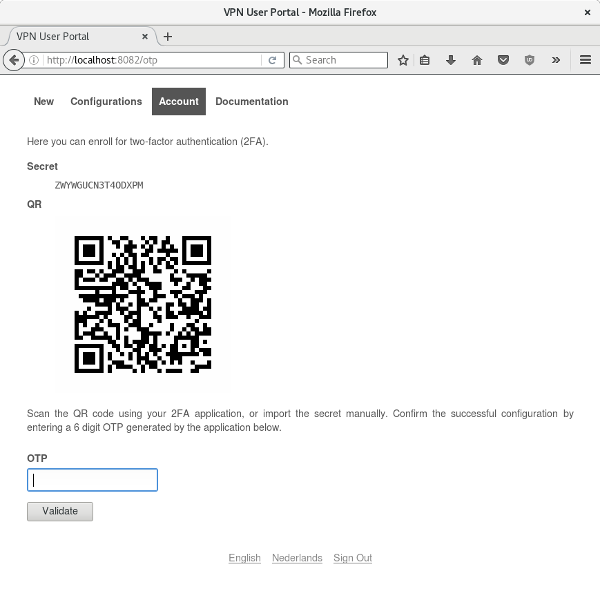 VPN User Portal - Mozilla Firefox
VPN User Portal
http://localhost:8082/otp
Search
New Configurations Account Documentation
Here you can enroll for two-factor authentication (2FA).
Secret
ZWYWGUCN3T4ODXPM
QR
Scan the QR code using your 2FA application, or import the secret manually. Confirm the successful configuration by
entering a 6 digit OTP generated by the application below.
OTP
Validate
English Nederlands Sign Out